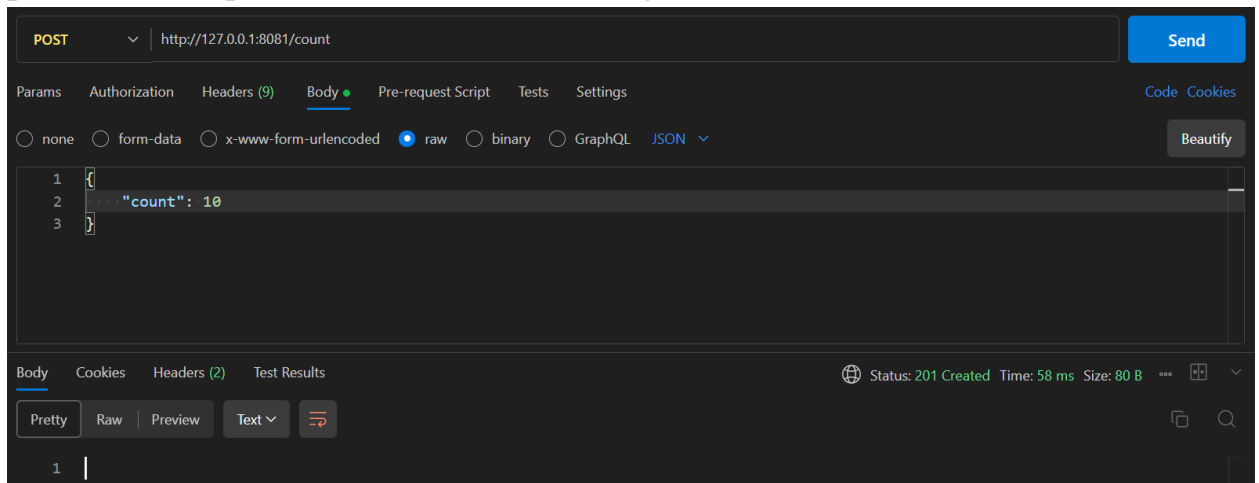 POST http://127.0.0.1:8081/count Send
Params Authorization Headers (9) Body Pre-request Script Tests Settings Code Cookies
none form-data x-www-form-urlencoded raw binary GraphQL JSON Beautify
1 {
2 "count": 10
3 }
Body Cookies Headers (2) Test Results Status: 201 Created Time: 58 ms Size: 80 B
Pretty Raw Preview Text
1